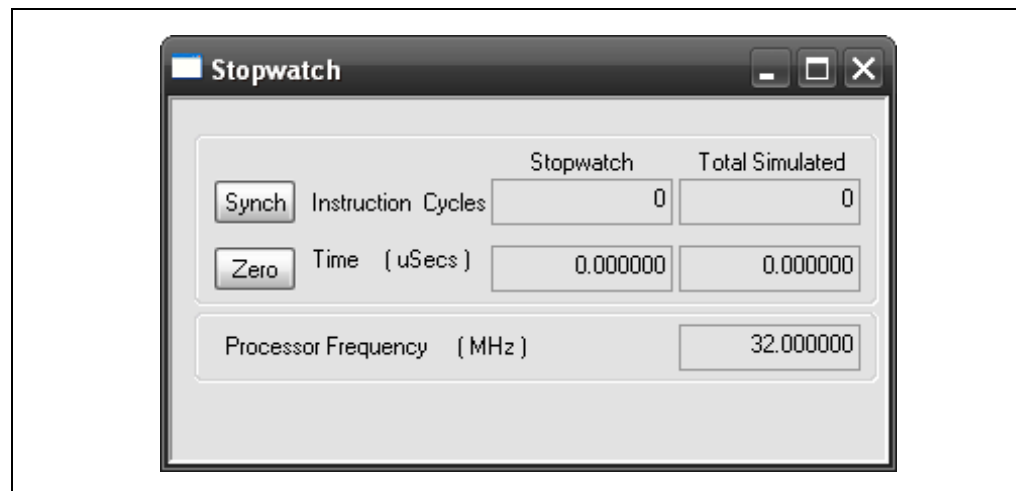 Stopwatch
Stopwatch Total Simulated
Synch Instruction Cycles 0 0
Zero Time ( uSecs ) 0.000000 0.000000
Processor Frequency ( MHz ) 32.000000